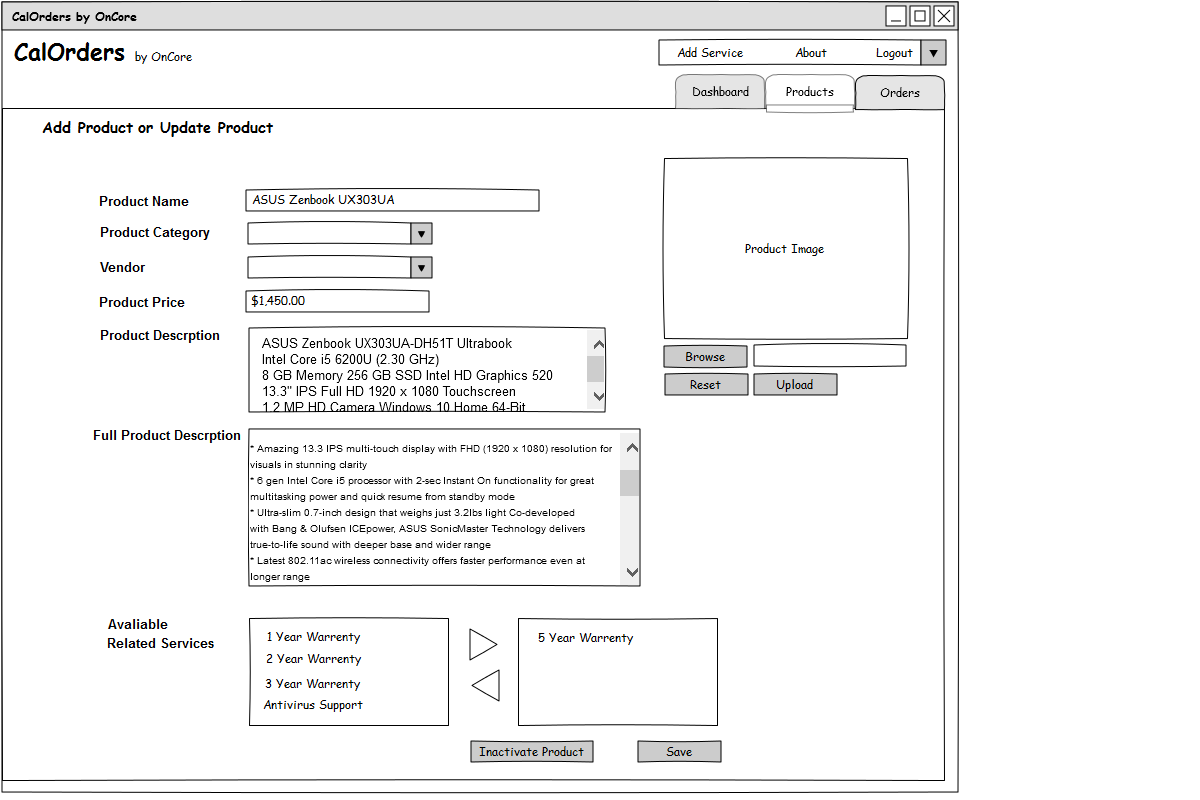 CalOrders by OnCore
CalOrders by OnCore
Add Service About Logout
Dashboard Products Orders
Add Product or Update Product
Product Name ASUS Zenbook UX303UA
Product Category
Vendor
Product Price $1,450.00
Product Descrption
ASUS Zenbook UX303UA-DH51T Ultrabook
Intel Core i5 6200U (2.30 GHz)
8 GB Memory 256 GB SSD Intel HD Graphics 520
13.3" IPS Full HD 1920 x 1080 Touchscreen
1.2 MP HD Camera Windows 10 Home 64-Bit
Product Image
Browse
Reset Upload
Full Product Descrption
* Amazing 13.3 IPS multi-touch display with FHD (1920 x 1080) resolution for
visuals in stunning clarity
* 6 gen Intel Core i5 processor with 2-sec Instant On functionality for great
multitasking power and quick resume from standby mode
* Ultra-slim 0.7-inch design that weighs just 3.2lbs light Co-developed
with Bang & Olufsen ICEpower, ASUS SonicMaster Technology delivers
true-to-life sound with deeper base and wider range
* Latest 802.11ac wireless connectivity offers faster performance even at
longer range
Avaliable
Related Services
1 Year Warrenty
2 Year Warrenty
3 Year Warrenty
Antivirus Support
5 Year Warrenty
Inactivate Product Save